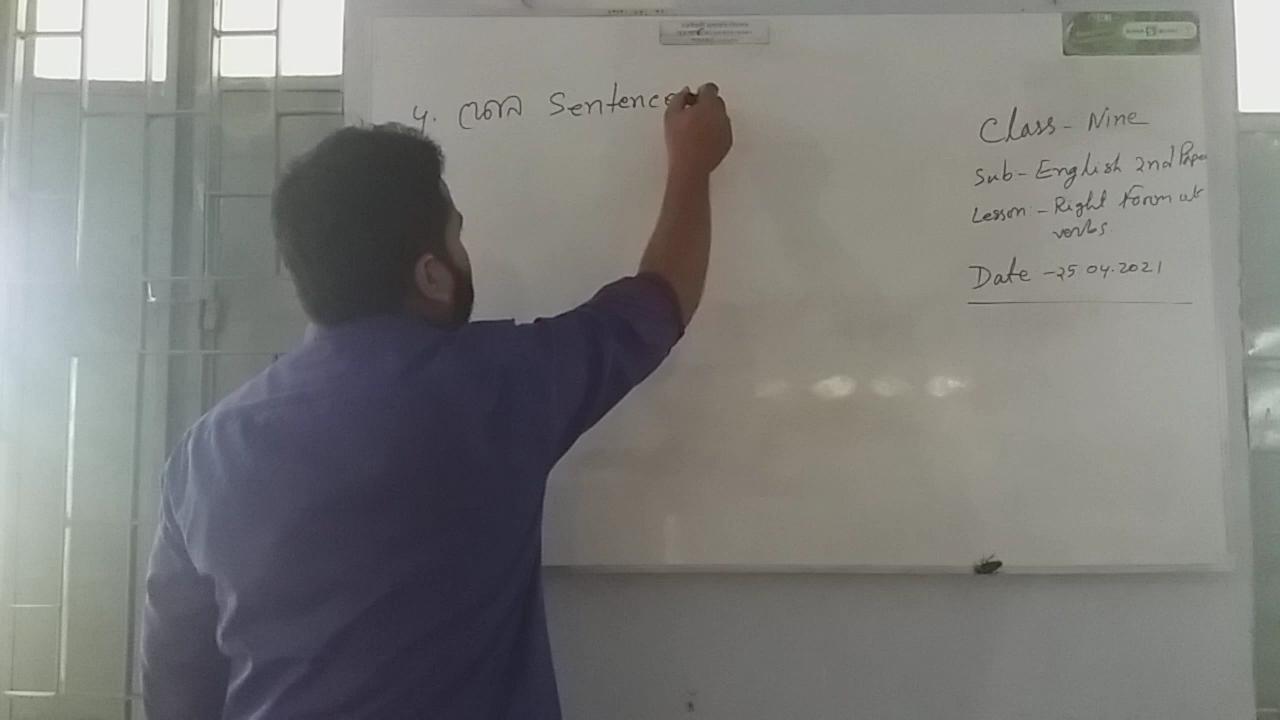 4. কোন Sentence
Class - Nine
Sub - English 2nd Paper
Lesson - Right Form of
verbs
Date - 25.04.2021